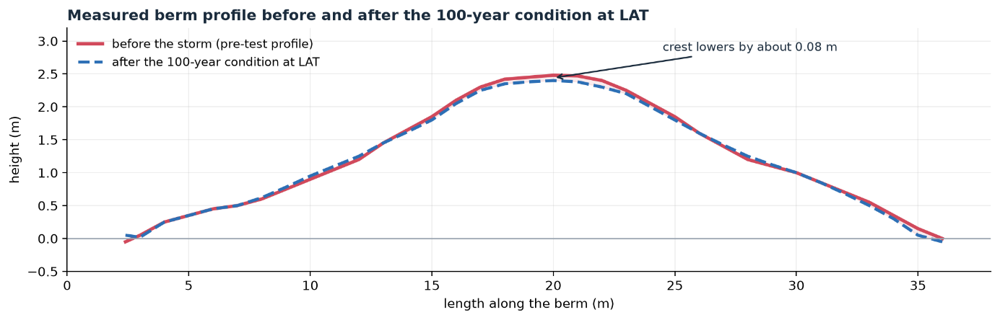 Measured berm profile before and after the 100-year condition at LAT
before the storm (pre-test profile)
after the 100-year condition at LAT
crest lowers by about 0.08 m
height (m)
3.0
2.5
2.0
1.5
1.0
0.5
0.0
−0.5
0 5 10 15 20 25 30 35
length along the berm (m)